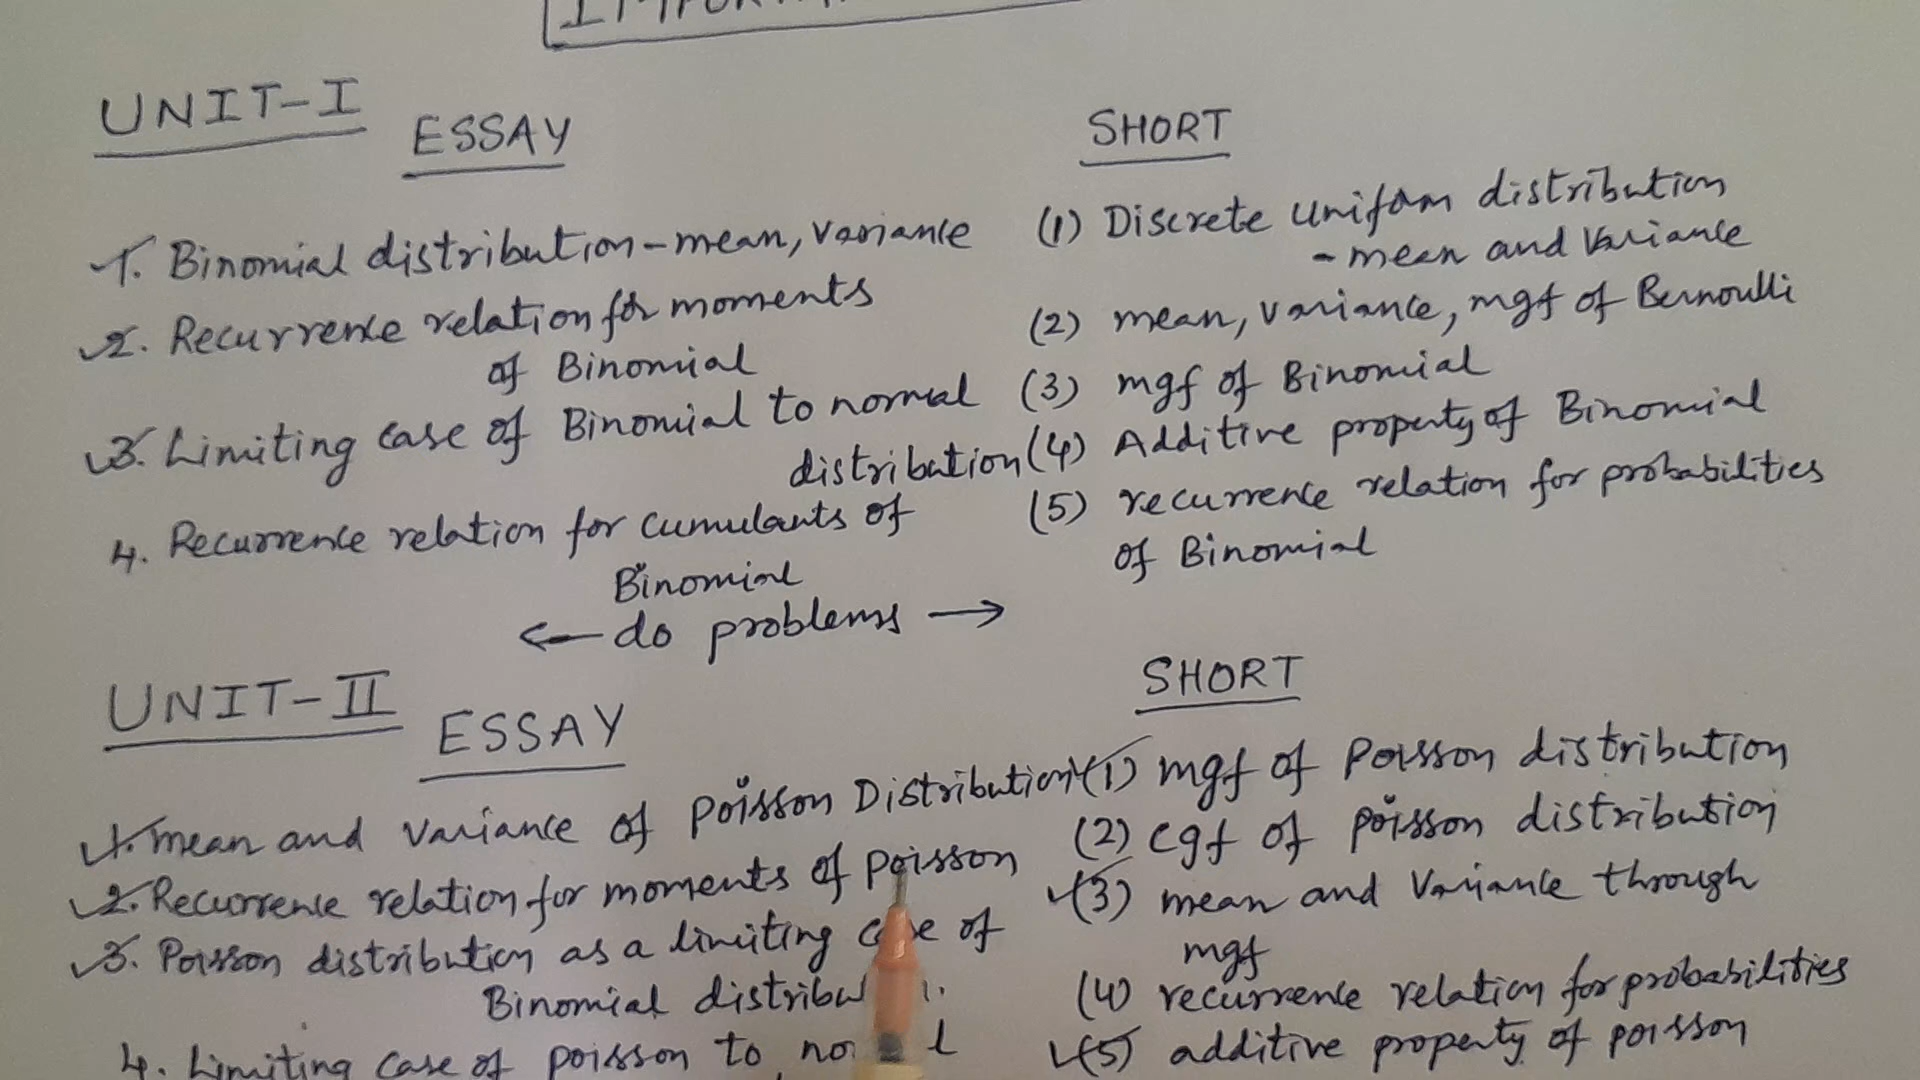 UNIT-I
ESSAY
1. Binomial distribution-mean, variance
2. Recurrence relation for moments
of Binomial
3. Limiting case of Binomial to normal
distribution
4. Recurrence relation for cumulants of
Binomial
SHORT
(1) Discrete uniform distribution
- mean and variance
(2) mean, variance, mgf of Bernoulli
(3) mgf of Binomial
(4) Additive property of Binomial
(5) recurrence relation for probabilities
of Binomial
← do problems →
UNIT-II
ESSAY
1. mean and variance of poisson Distribution
2. Recurrence relation for moments of poisson
3. Poisson distribution as a limiting case of
Binomial
4. Limiting case of poisson to
SHORT
(1) mgf of Poisson distribution
(2) cgf of poisson distribution
(3) mean and variance through
mgf
(4) recurrence relation for probabilities
(5) additive property of poisson